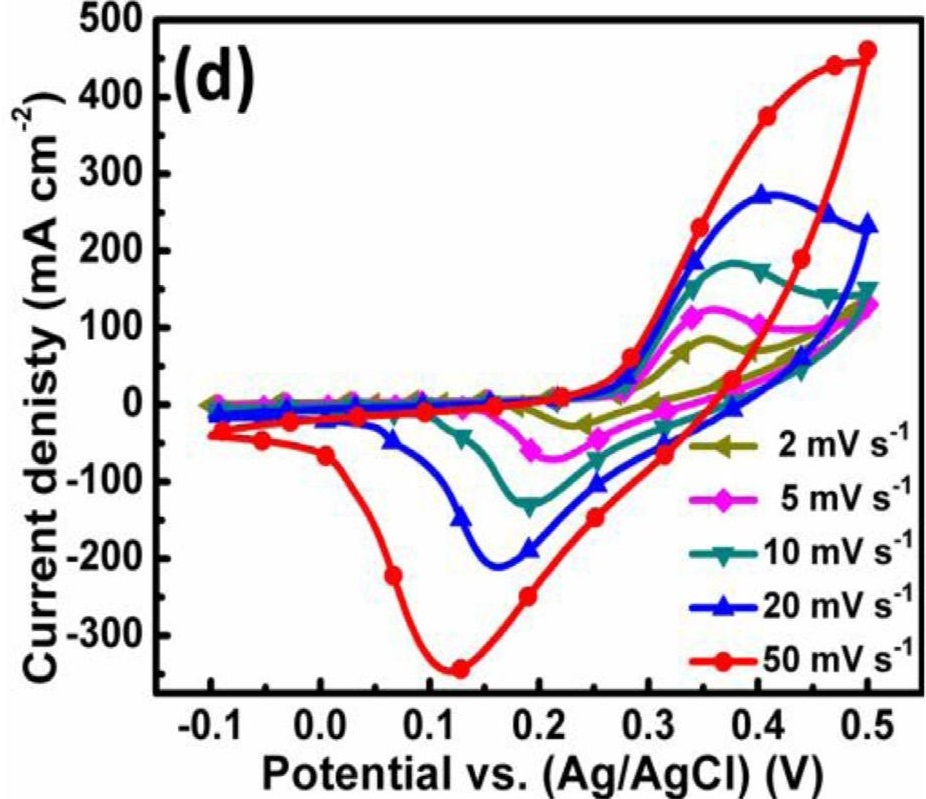 (d)
Current denisty (mA cm-2)
500
400
300
200
100
0
-100
-200
-300
2 mV s-1
5 mV s-1
10 mV s-1
20 mV s-1
50 mV s-1
-0.1 0.0 0.1 0.2 0.3 0.4 0.5
Potential vs. (Ag/AgCl) (V)